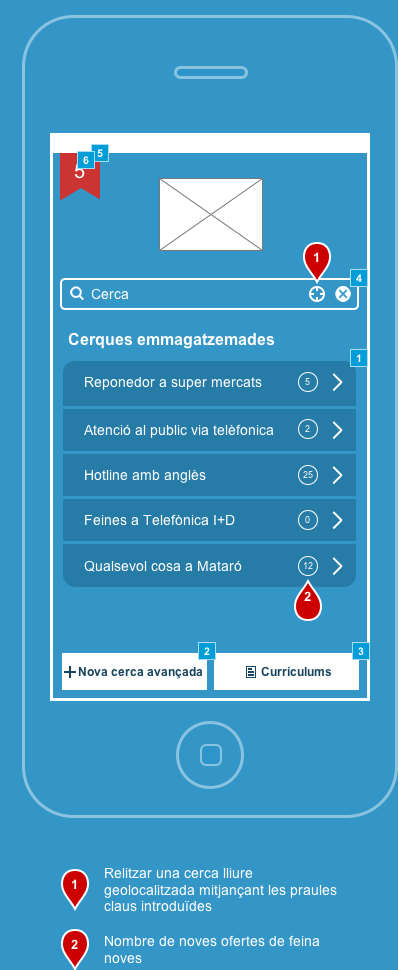 5
6
5
1
4
Cerca
Cerques emmagatzemades
1
Reponedor a super mercats 5
Atenció al public via telèfonica 2
Hotline amb anglès 25
Feines a Telefònica I+D 0
Qualsevol cosa a Mataró 12
2
2
3
Nova cerca avançada
Currículums
1
Relitzar una cerca lliure
geolocalitzada mitjançant les praules
claus introduïdes
2
Nombre de noves ofertes de feina
noves